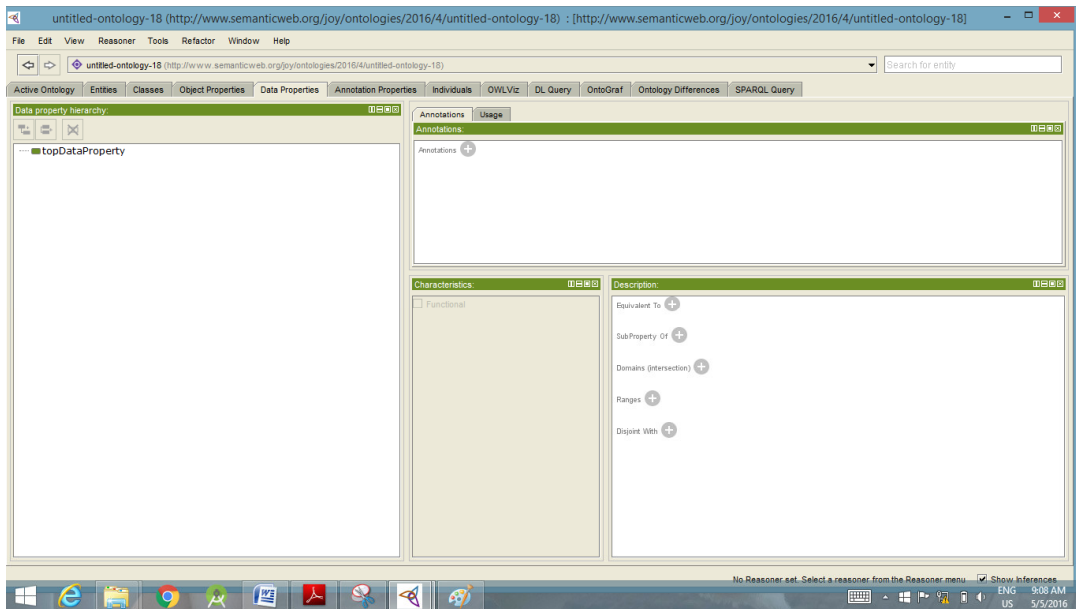 untitled-ontology-18 (http://www.semanticweb.org/joy/ontologies/2016/4/untitled-ontology-18) : [http://www.semanticweb.org/joy/ontologies/2016/4/untitled-ontology-18]
File Edit View Reasoner Tools Refactor Window Help
untitled-ontology-18 (http://www.semanticweb.org/joy/ontologies/2016/4/untitled-ontology-18) Search for entity
Active Ontology Entities Classes Object Properties Data Properties Annotation Properties Individuals OWLViz DL Query OntoGraf Ontology Differences SPARQL Query
Data property hierarchy:
topDataProperty
Annotations Usage
Annotations:
Annotations
Characteristics:
Functional
Description:
Equivalent To
SubProperty Of
Domains (intersection)
Ranges
Disjoint With
No Reasoner set. Select a reasoner from the Reasoner menu Show Inferences
ENG 9:08 AM
US 5/5/2016